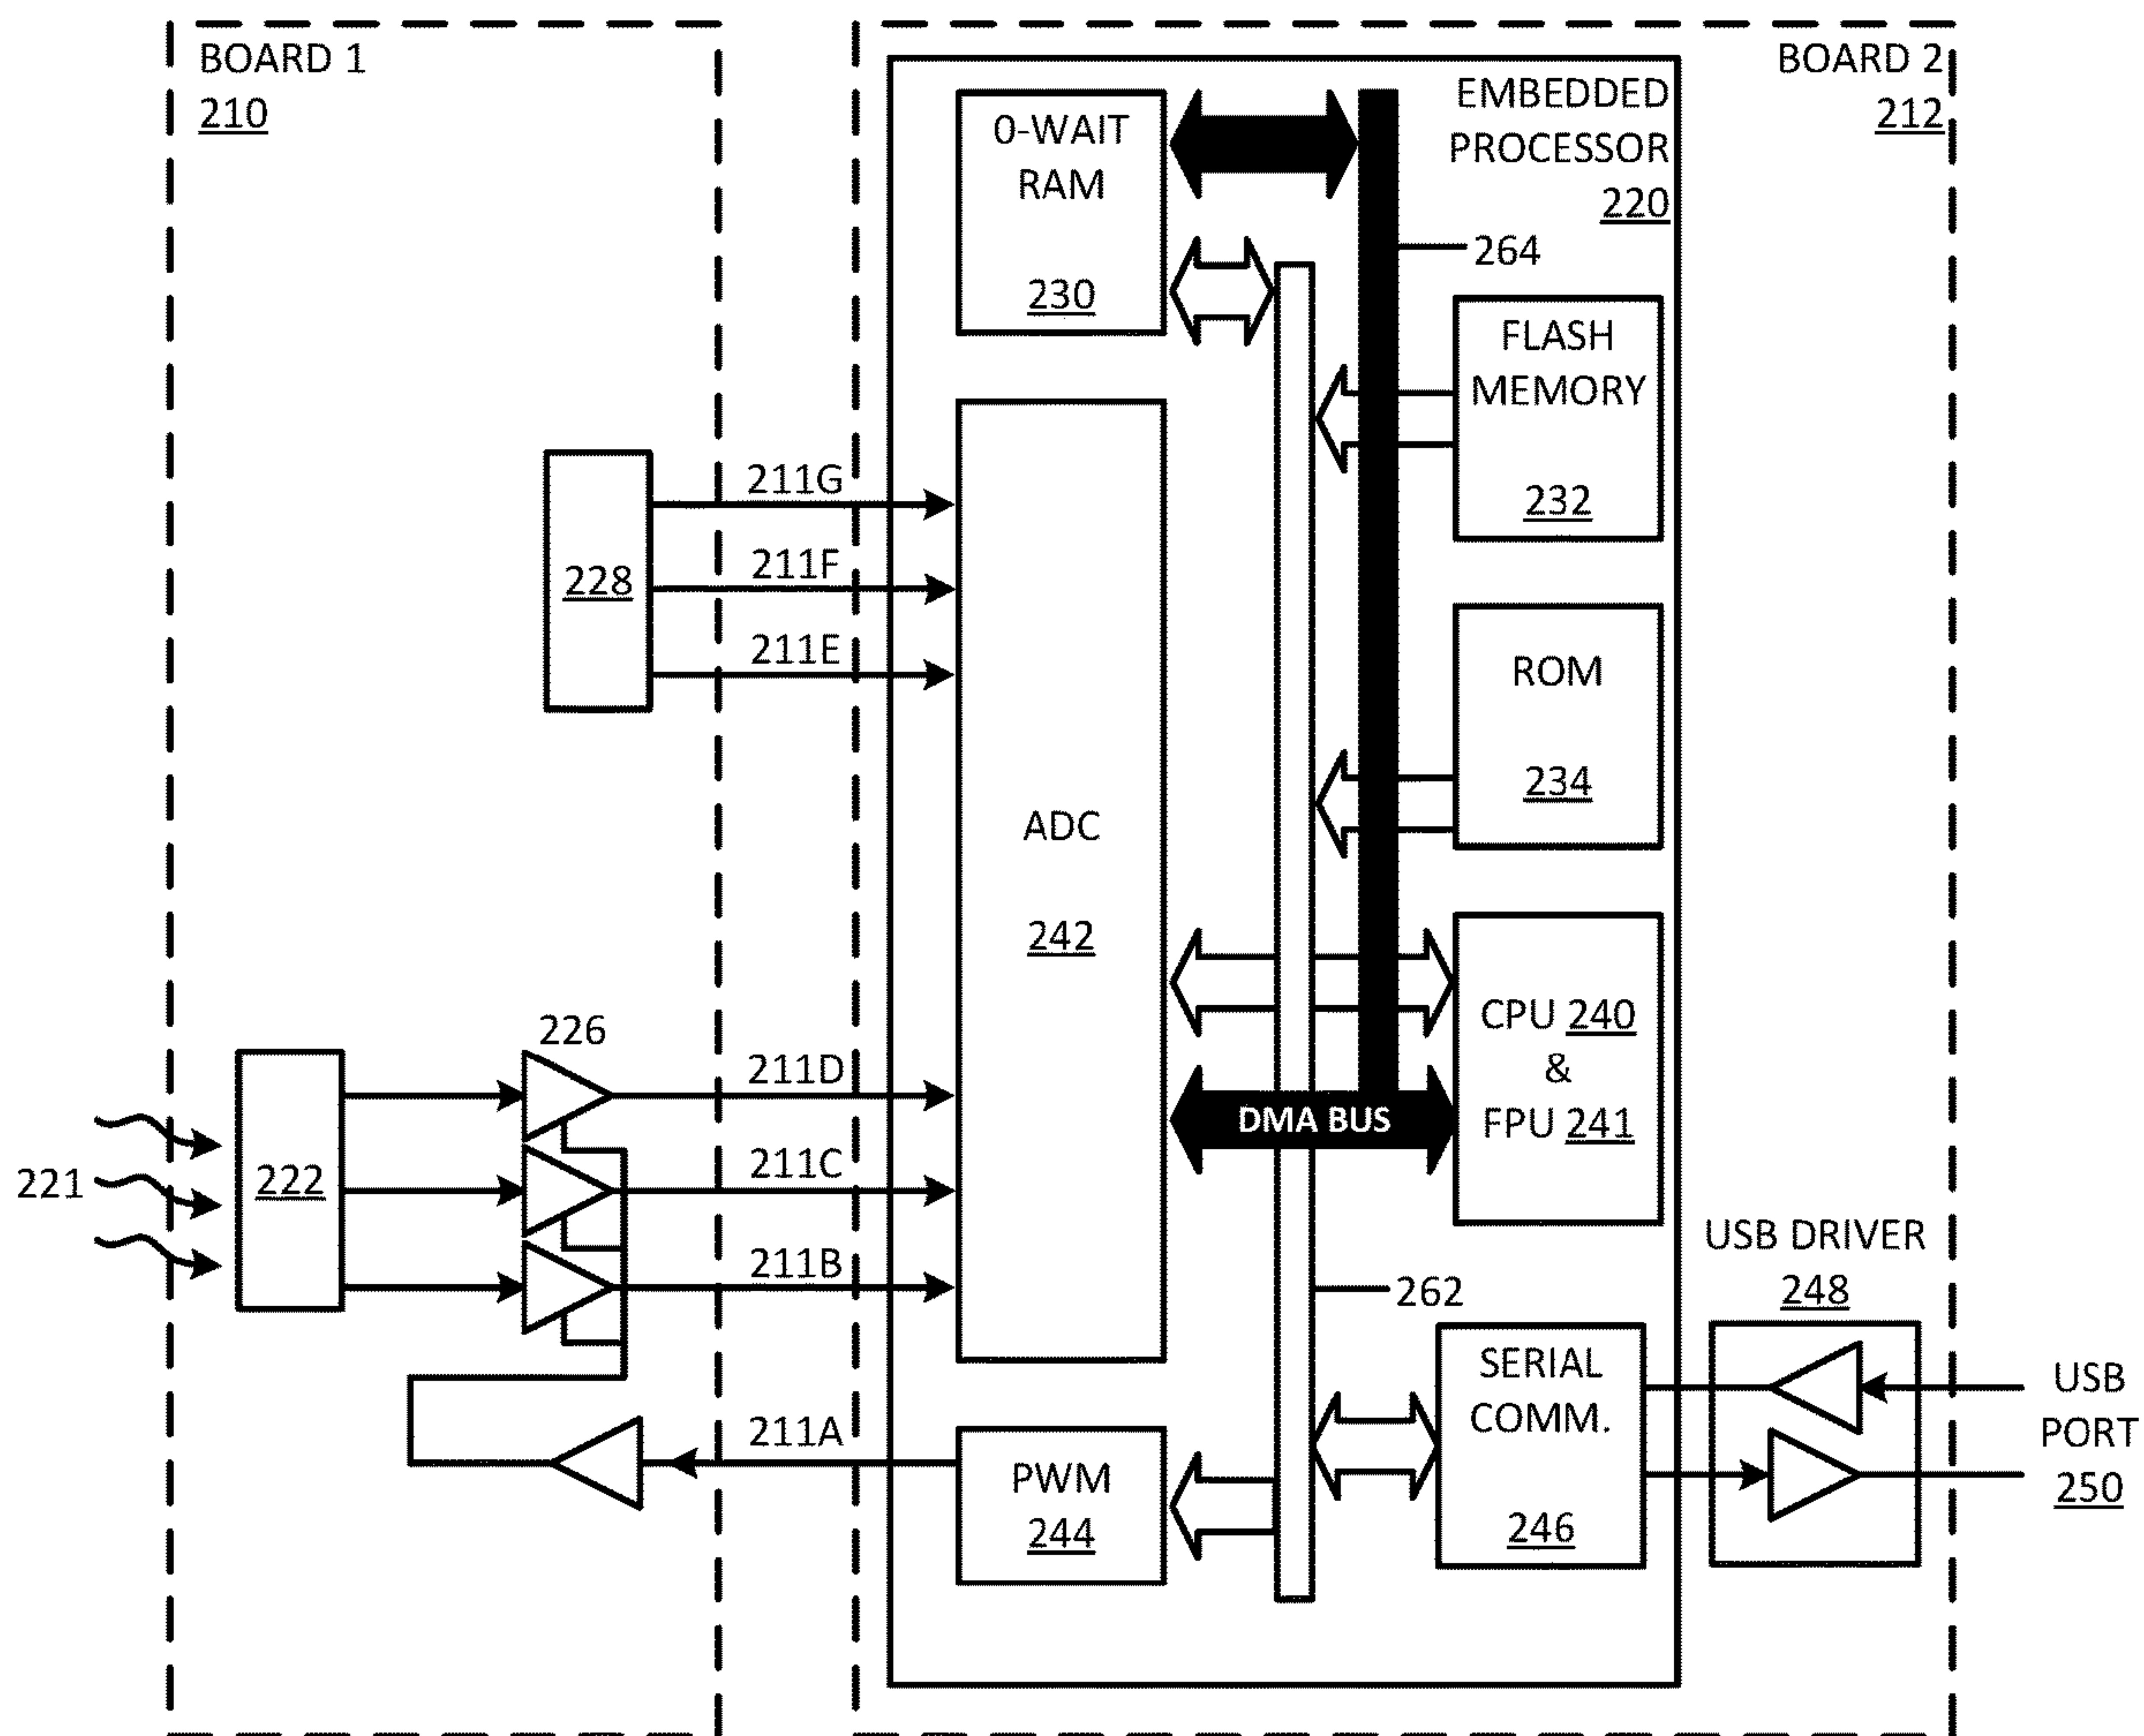 BOARD 1
210
BOARD 2
212
EMBEDDED
PROCESSOR
220
0-WAIT
RAM
230
264
FLASH
MEMORY
232
211G
211F
211E
228
ROM
234
ADC
242
CPU 240
&
FPU 241
DMA BUS
226
211D
211C
211B
221
222
262
USB DRIVER
248
SERIAL
COMM.
246
USB
PORT
250
211A
PWM
244